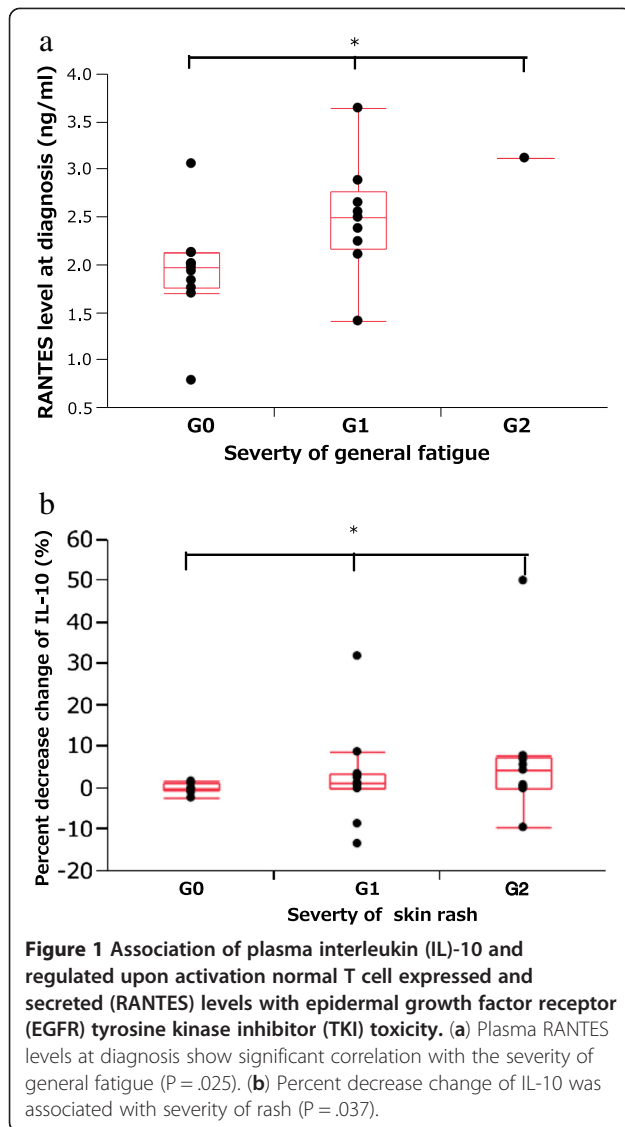 a
*
4.0
3.5
3.0
2.5
2.0
1.5
1.0
0.5
RANTES level at diagnosis (ng/ml)
G0 G1 G2
Severty of general fatigue
b
*
60
50
40
30
20
10
0
-10
-20
Percent decrease change of IL-10 (%)
G0 G1 G2
Severty of skin rash
Figure 1 Association of plasma interleukin (IL)-10 and
regulated upon activation normal T cell expressed and
secreted (RANTES) levels with epidermal growth factor receptor
(EGFR) tyrosine kinase inhibitor (TKI) toxicity. (a) Plasma RANTES
levels at diagnosis show significant correlation with the severity of
general fatigue (P = .025). (b) Percent decrease change of IL-10 was
associated with severity of rash (P = .037).